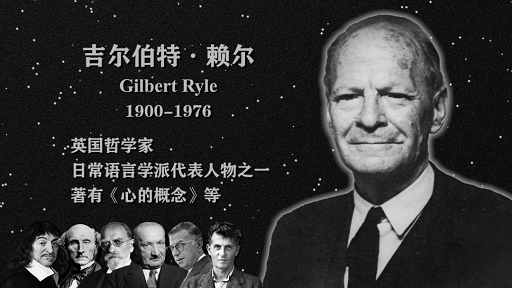 吉尔伯特·赖尔
Gilbert Ryle
1900-1976
英国哲学家
日常语言学派代表人物之一
著有《心的概念》等